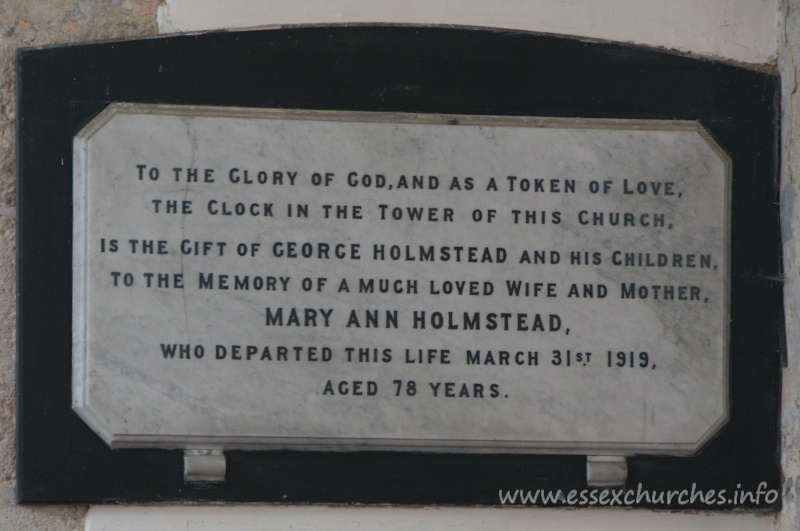 To the Glory of God, and as a Token of Love,
the Clock in the Tower of this Church,
is the Gift of GEORGE HOLMSTEAD and his Children,
to the Memory of a much loved Wife and Mother,
MARY ANN HOLMSTEAD,
WHO DEPARTED THIS LIFE MARCH 31ST 1919,
AGED 78 YEARS.
www.essexchurches.info